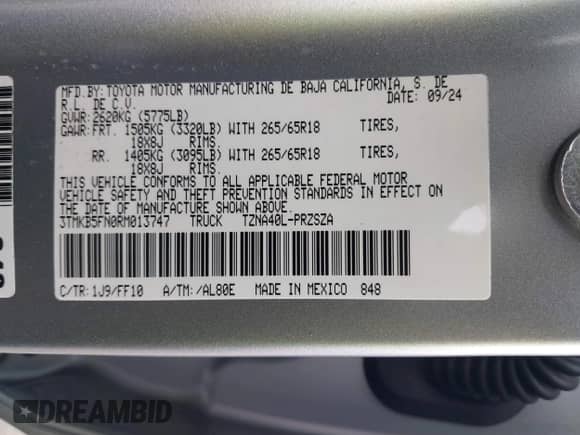 MFD.BY:TOYOTA MOTOR MANUFACTURING DE BAJA CALIFORNIA, S. DE
R.L. DE C.V. DATE: 09/24
GVWR:2620KG (5775LB)
GAWR:FRT. 1505KG (3320LB) WITH 265/65R18 TIRES,
18X8J RIMS.
RR. 1405KG (3095LB) WITH 265/65R18 TIRES,
18X8J RIMS.
THIS VEHICLE CONFORMS TO ALL APPLICABLE FEDERAL MOTOR
VEHICLE SAFETY AND THEFT PREVENTION STANDARDS IN EFFECT ON
THE DATE OF MANUFACTURE SHOWN ABOVE.
3TMKB5FN0RM013747 TRUCK TZNA40L-PRZSZA
C/TR:1J9/FF10 A/TM:/AL80E MADE IN MEXICO 848
DREAMBID